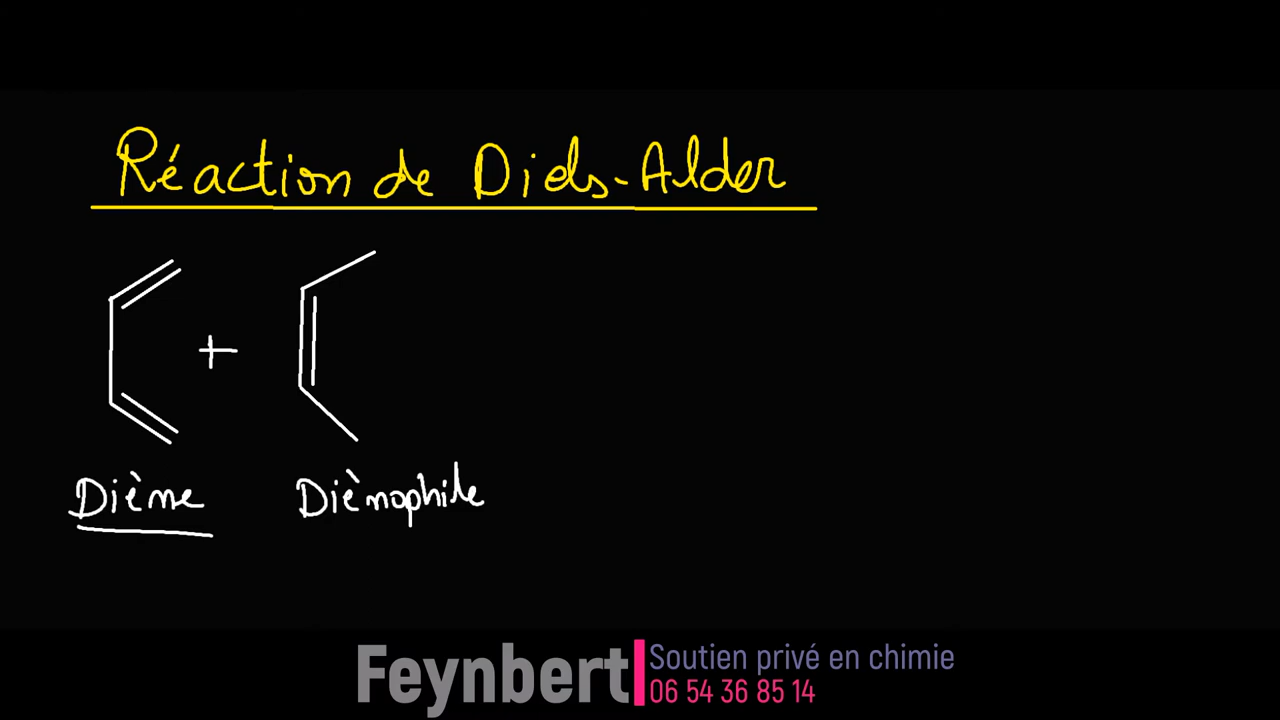 Réaction de Diels-Alder
+
Diène Diènophile
Feynbert
Soutien privé en chimie
06 54 36 85 14